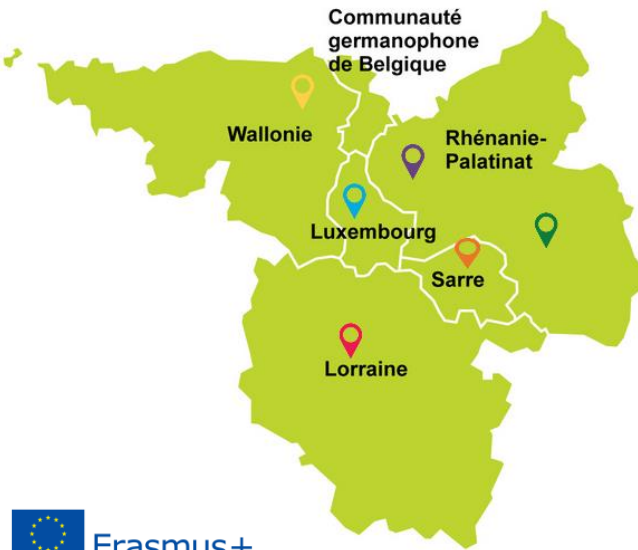 Communauté
germanophone
de Belgique
Wallonie
Rhénanie-
Palatinat
Luxembourg
Sarre
Lorraine
Erasmus+